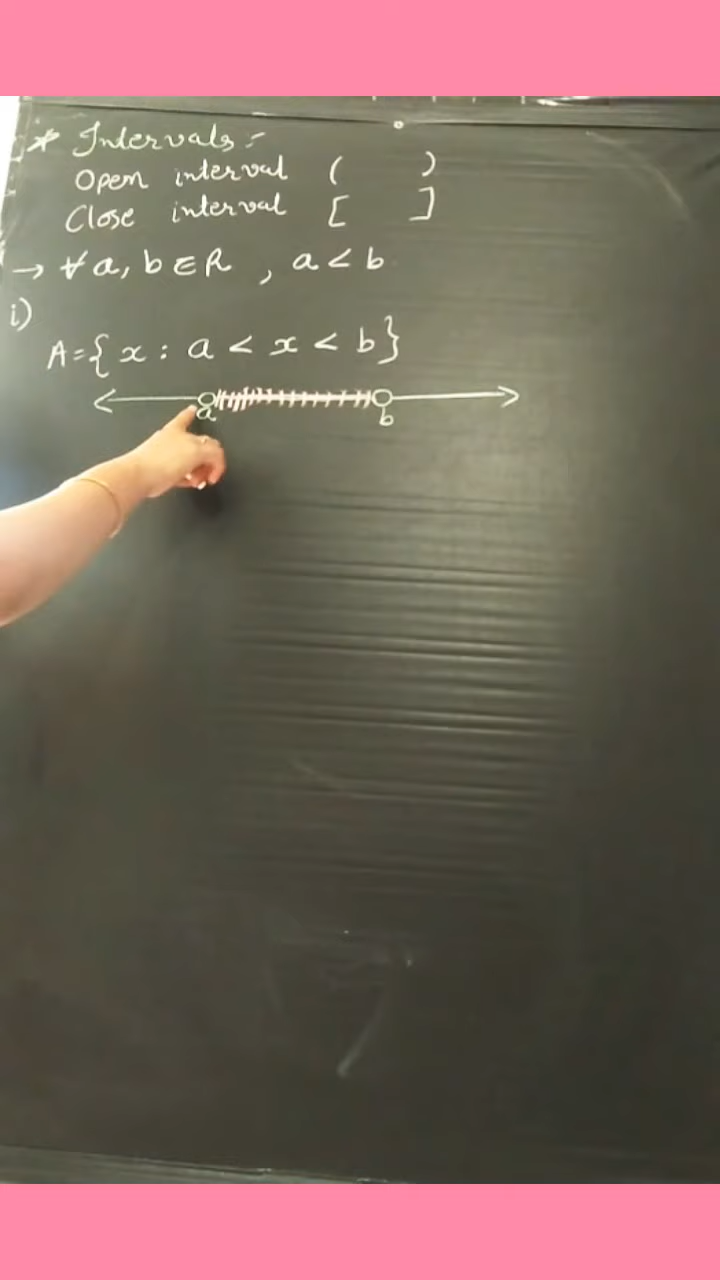 * Intervals :-
Open interval ( )
Close interval [ ]
→ ∀ a, b ∈ R , a < b
i)
A = { x : a < x < b }
a b